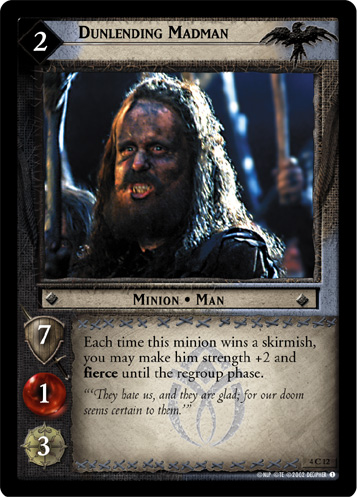 2 Dunlending Madman
Minion • Man
7
Each time this minion wins a skirmish,
you may make him strength +2 and
fierce until the regroup phase.
1
“‘They hate us, and they are glad; for our doom
seems certain to them.’”
3
4 C 12